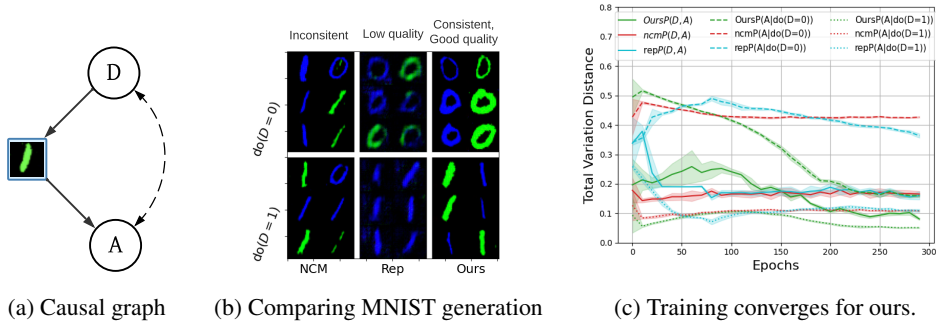 D
A
(a) Causal graph
Inconsitent
Low quality
Consistent,
Good quality
do(D=0)
do(D=1)
NCM
Rep
Ours
(b) Comparing MNIST generation
Total Variation Distance
0.8
0.7
0.6
0.5
0.4
0.3
0.2
0.1
0.0
OursP(D,A)
ncmP(D,A)
repP(D,A)
OursP(A|do(D=0))
ncmP(A|do(D=0))
repP(A|do(D=0))
OursP(A|do(D=1))
ncmP(A|do(D=1))
repP(A|do(D=1))
0 50 100 150 200 250 300
Epochs
(c) Training converges for ours.